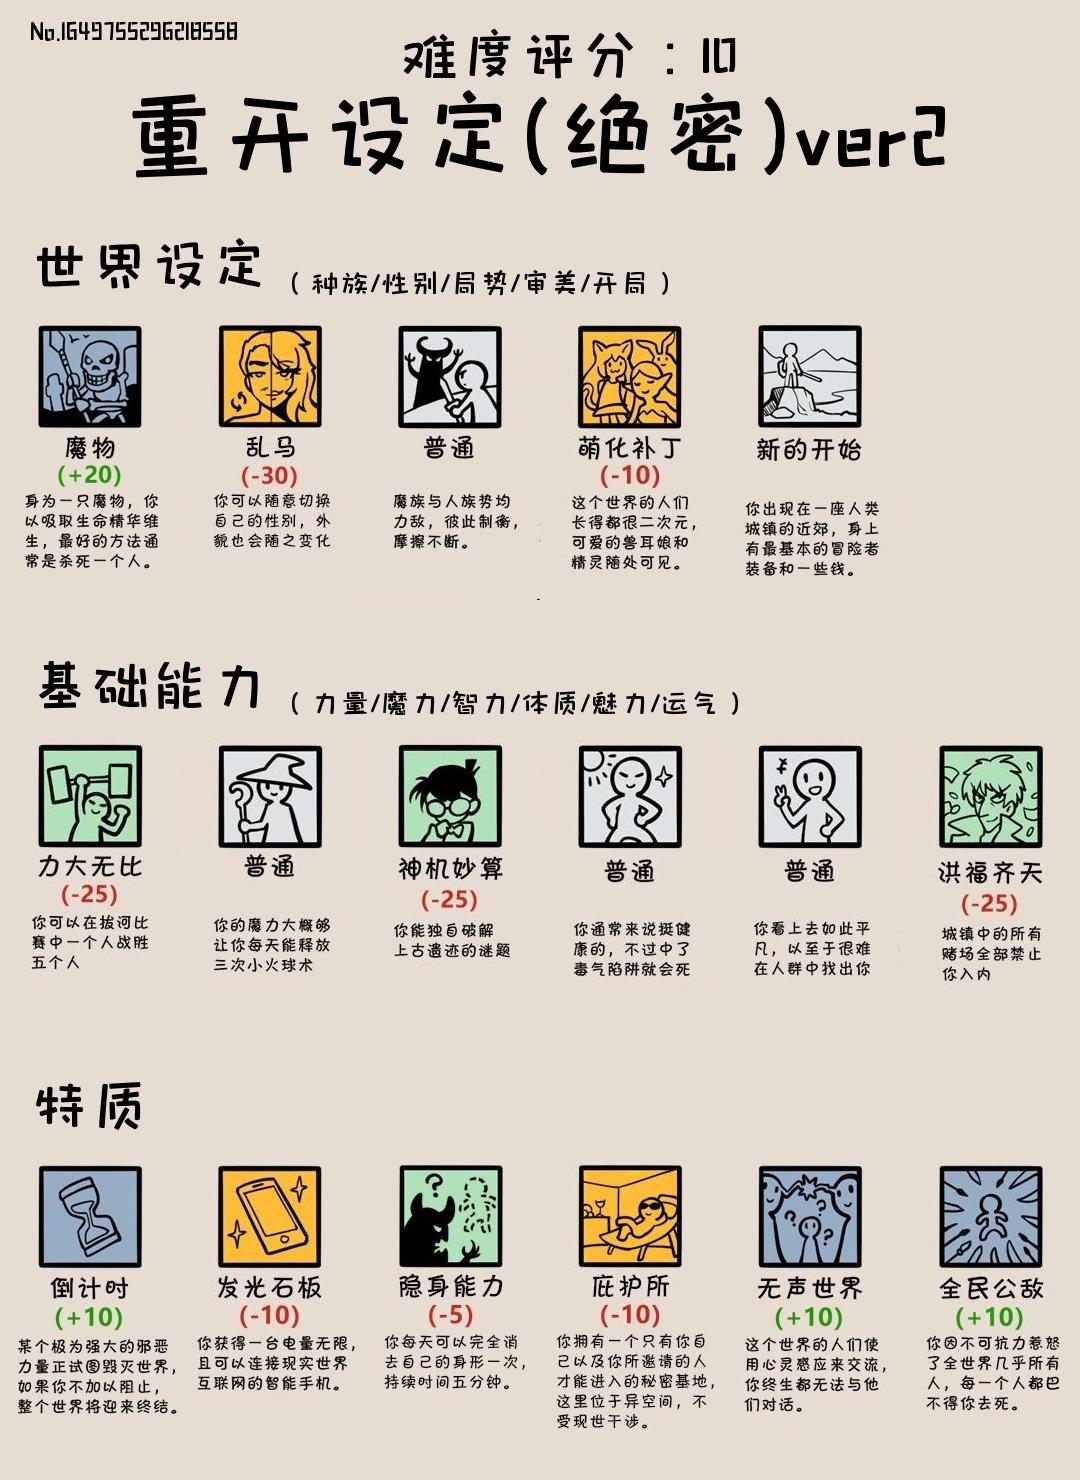 No.1649755296218558
难度评分：10
重开设定(绝密)ver2
世界设定（种族/性别/局势/审美/开局）
魔物
(+20)
身为一只魔物，你
以吸取生命精华维
生，最好的方法通
常是杀死一个人。
乱马
(-30)
你可以随意切换
自己的性别，外
貌也会随之变化
普通
魔族与人族势均
力敌，彼此制衡，
摩擦不断。
萌化补丁
(-10)
这个世界的人们
长得都很二次元，
可爱的兽耳娘和
精灵随处可见。
新的开始
你出现在一座人类
城镇的近郊，身上
有最基本的冒险者
装备和一些钱。
基础能力（力量/魔力/智力/体质/魅力/运气）
力大无比
(-25)
你可以在拔河比
赛中一个人战胜
五个人
普通
你的魔力大概够
让你每天能释放
三次小火球术
神机妙算
(-25)
你能独自破解
上古遗迹的谜题
普通
你通常来说挺健
康的，不过中了
毒气陷阱就会死
普通
你看上去如此平
凡，以至于很难
在人群中找出你
洪福齐天
(-25)
城镇中的所有
赌场全部禁止
你入内
特质
倒计时
(+10)
某个极为强大的邪恶
力量正试图毁灭世界，
如果你不加以阻止，
整个世界将迎来终结。
发光石板
(-10)
你获得一台电量无限，
且可以连接现实世界
互联网的智能手机。
隐身能力
(-5)
你每天可以完全消
去自己的身形一次，
持续时间五分钟。
庇护所
(-10)
你拥有一个只有你自
己以及你所邀请的人
才能进入的秘密基地，
这里位于异空间，不
受现世干涉。
无声世界
(+10)
这个世界的人们使
用心灵感应来交流，
你终生都无法与他
们对话。
全民公敌
(+10)
你因不可抗力惹怒
了全世界几乎所有
人，每一个人都巴
不得你去死。